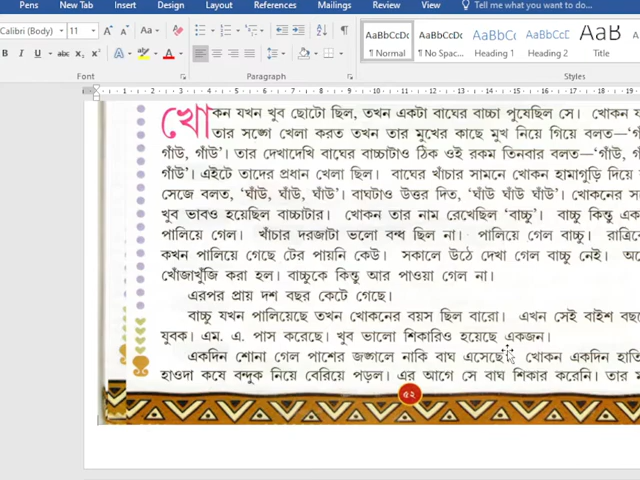 Pens Insert Draw Design Layout References Mailings Review View Tell me what you want to do...
Calibri (Body) 11
Font Paragraph Styles
AaBbCcDc AaBbCcDc AaBbCc AaBbCcD AaB
¶ Normal ¶ No Spac... Heading 1 Heading 2 Title
খোকন যখন খুব ছোটো ছিল, তখন একটা বাঘের বাচ্চা পুষেছিল সে। খোকন
তার সঙ্গে খেলা করত তখন তার মুখের কাছে মুখ নিয়ে গিয়ে বলত—‘গাঁউ,
গাঁউ, গাঁউ’। তার দেখাদেখি বাঘের বাচ্চাটাও ঠিক ওই রকম তিনবার বলত—‘গাঁউ,
গাঁউ’। এইটে তাদের প্রধান খেলা ছিল। বাঘের খাঁচার সামনে খোকন হামাগুড়ি দিয়ে
সেজে বলত, ‘ঘাঁউ, ঘাঁউ, ঘাঁউ’। বাঘটাও উত্তর দিত, ‘ঘাঁউ ঘাঁউ ঘাঁউ’। খোকনের
খুব ভাবও হয়েছিল বাচ্চাটার। খোকন তার নাম রেখেছিল ‘বাচ্চু’। বাচ্চু কিন্তু
পালিয়ে গেল। খাঁচার দরজাটা ভালো বন্ধ ছিল না। পালিয়ে গেল বাচ্চু।
কখন পালিয়ে গেছে টের পায়নি কেউ। সকালে উঠে দেখা গেল বাচ্চু নেই।
খোঁজাখুঁজি করা হল। বাচ্চুকে কিন্তু আর পাওয়া গেল না।
এরপর প্রায় দশ বছর কেটে গেছে।
বাচ্চু যখন পালিয়েছে তখন খোকনের বয়স ছিল বারো। এখন সেই বাইশ
যুবক। এম. এ. পাস করেছে। খুব ভালো শিকারিও হয়েছে একজন।
একদিন শোনা গেল পাশের জঙ্গলে নাকি বাঘ এসেছে। খোকন একদিন
হাওদা কষে বন্দুক নিয়ে বেরিয়ে পড়ল। এর আগে সে বাঘ শিকার করেনি। তার
৫২